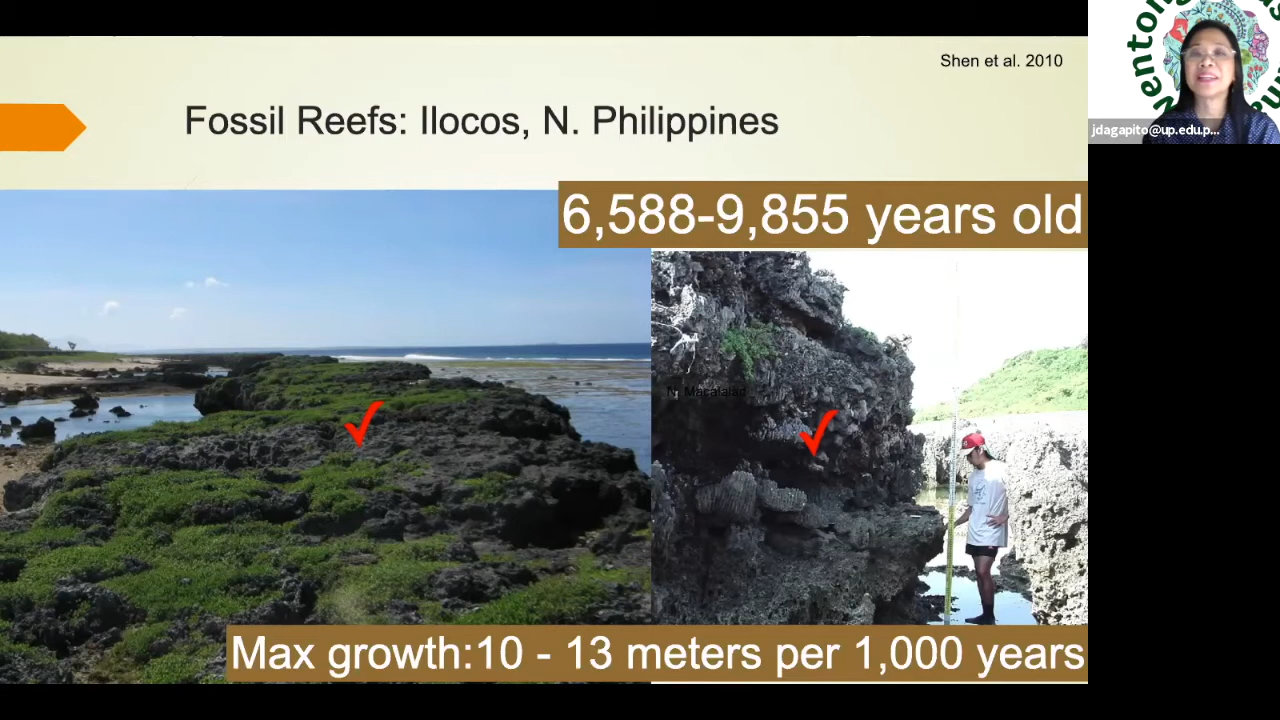 Shen et al. 2010
Fossil Reefs: Ilocos, N. Philippines
6,588-9,855 years old
Max growth:10 - 13 meters per 1,000 years
jdagapito@up.edu.p...